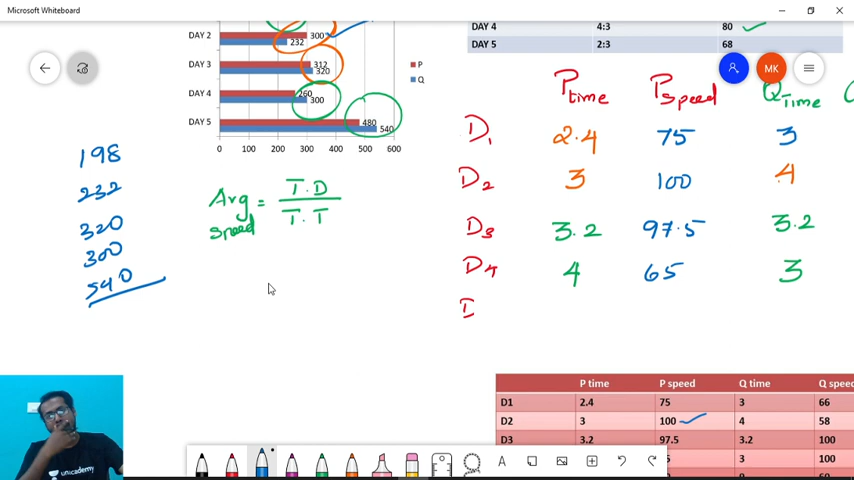 Microsoft Whiteboard
DAY 4 4:3 80
DAY 5 2:3 68
DAY 2 300 232
DAY 3 312 320
DAY 4 260 300
DAY 5 480 540
P
Q
0 100 200 300 400 500 600
MK
198
232
320
300
540
Avg speed = T.D / T.T
P time P speed Q Time
D1 2.4 75 3
D2 3 100 4
D3 3.2 97.5 3.2
D4 4 65 3
P time P speed Q time Q speed
D1 2.4 75 3 66
D2 3 100 4 58
D3 3.2 97.5 3.2 100
5 3 100
unacademy
A